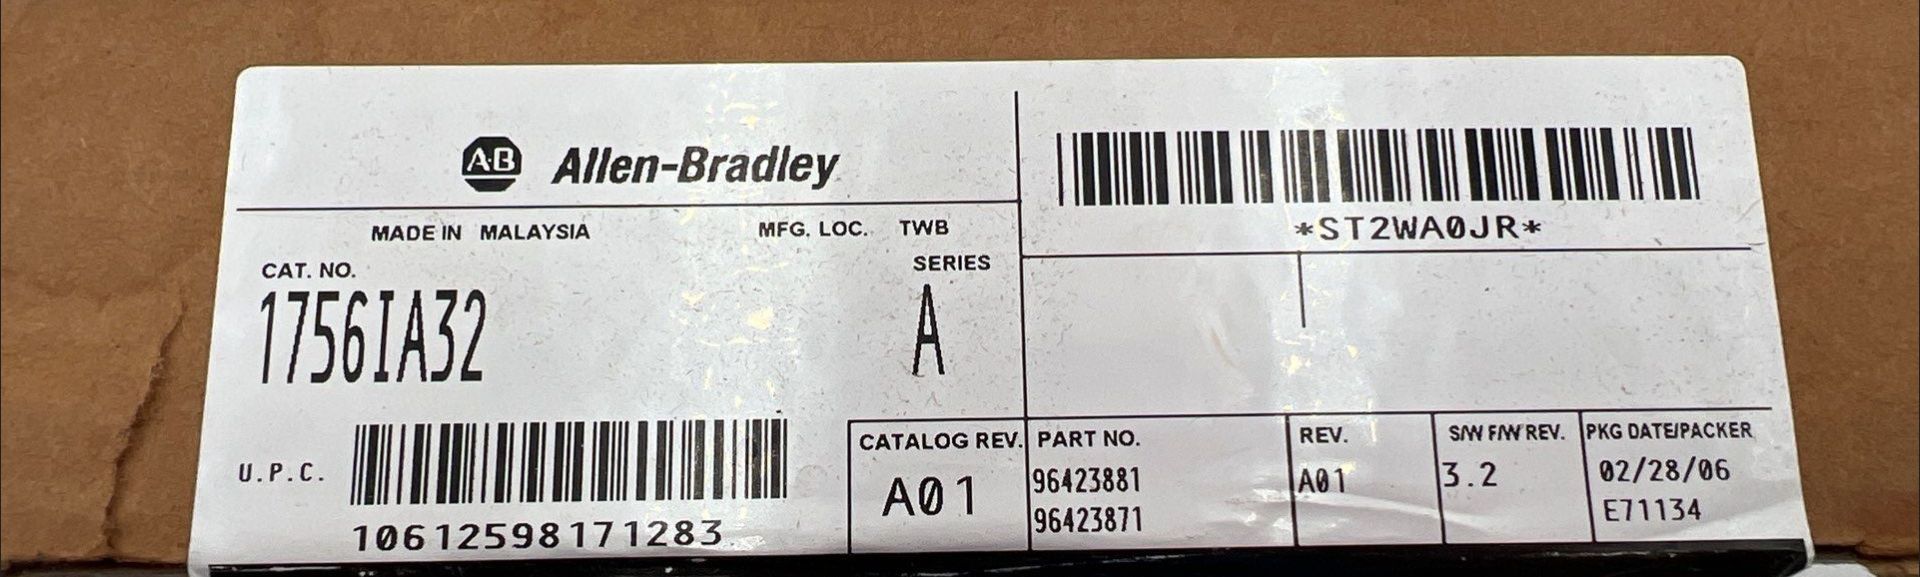 A·B Allen-Bradley
MADE IN MALAYSIA MFG. LOC. TWB
CAT. NO. SERIES
1756IA32 A
U.P.C.
10612598171283
*ST2WA0JR*
CATALOG REV. PART NO. REV. S/W F/W REV. PKG DATE/PACKER
A01 96423881 A01 3.2 02/28/06
96423871 E71134